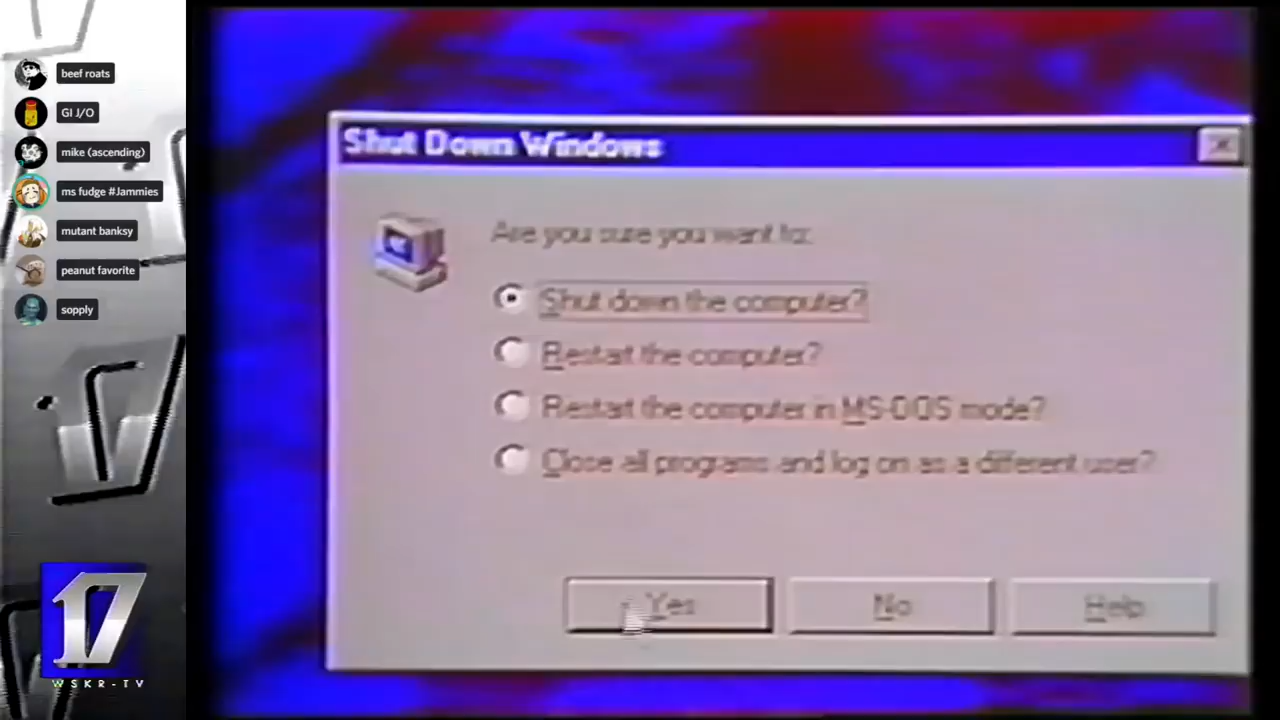 beef roats
GI J/O
mike (ascending)
ms fudge #Jammies
mutant banksy
peanut favorite
sopply
17
WSKR-TV
Shut Down Windows
Are you sure you want to:
Shut down the computer?
Restart the computer?
Restart the computer in MS-DOS mode?
Close all programs and log on as a different user?
Yes
No
Help